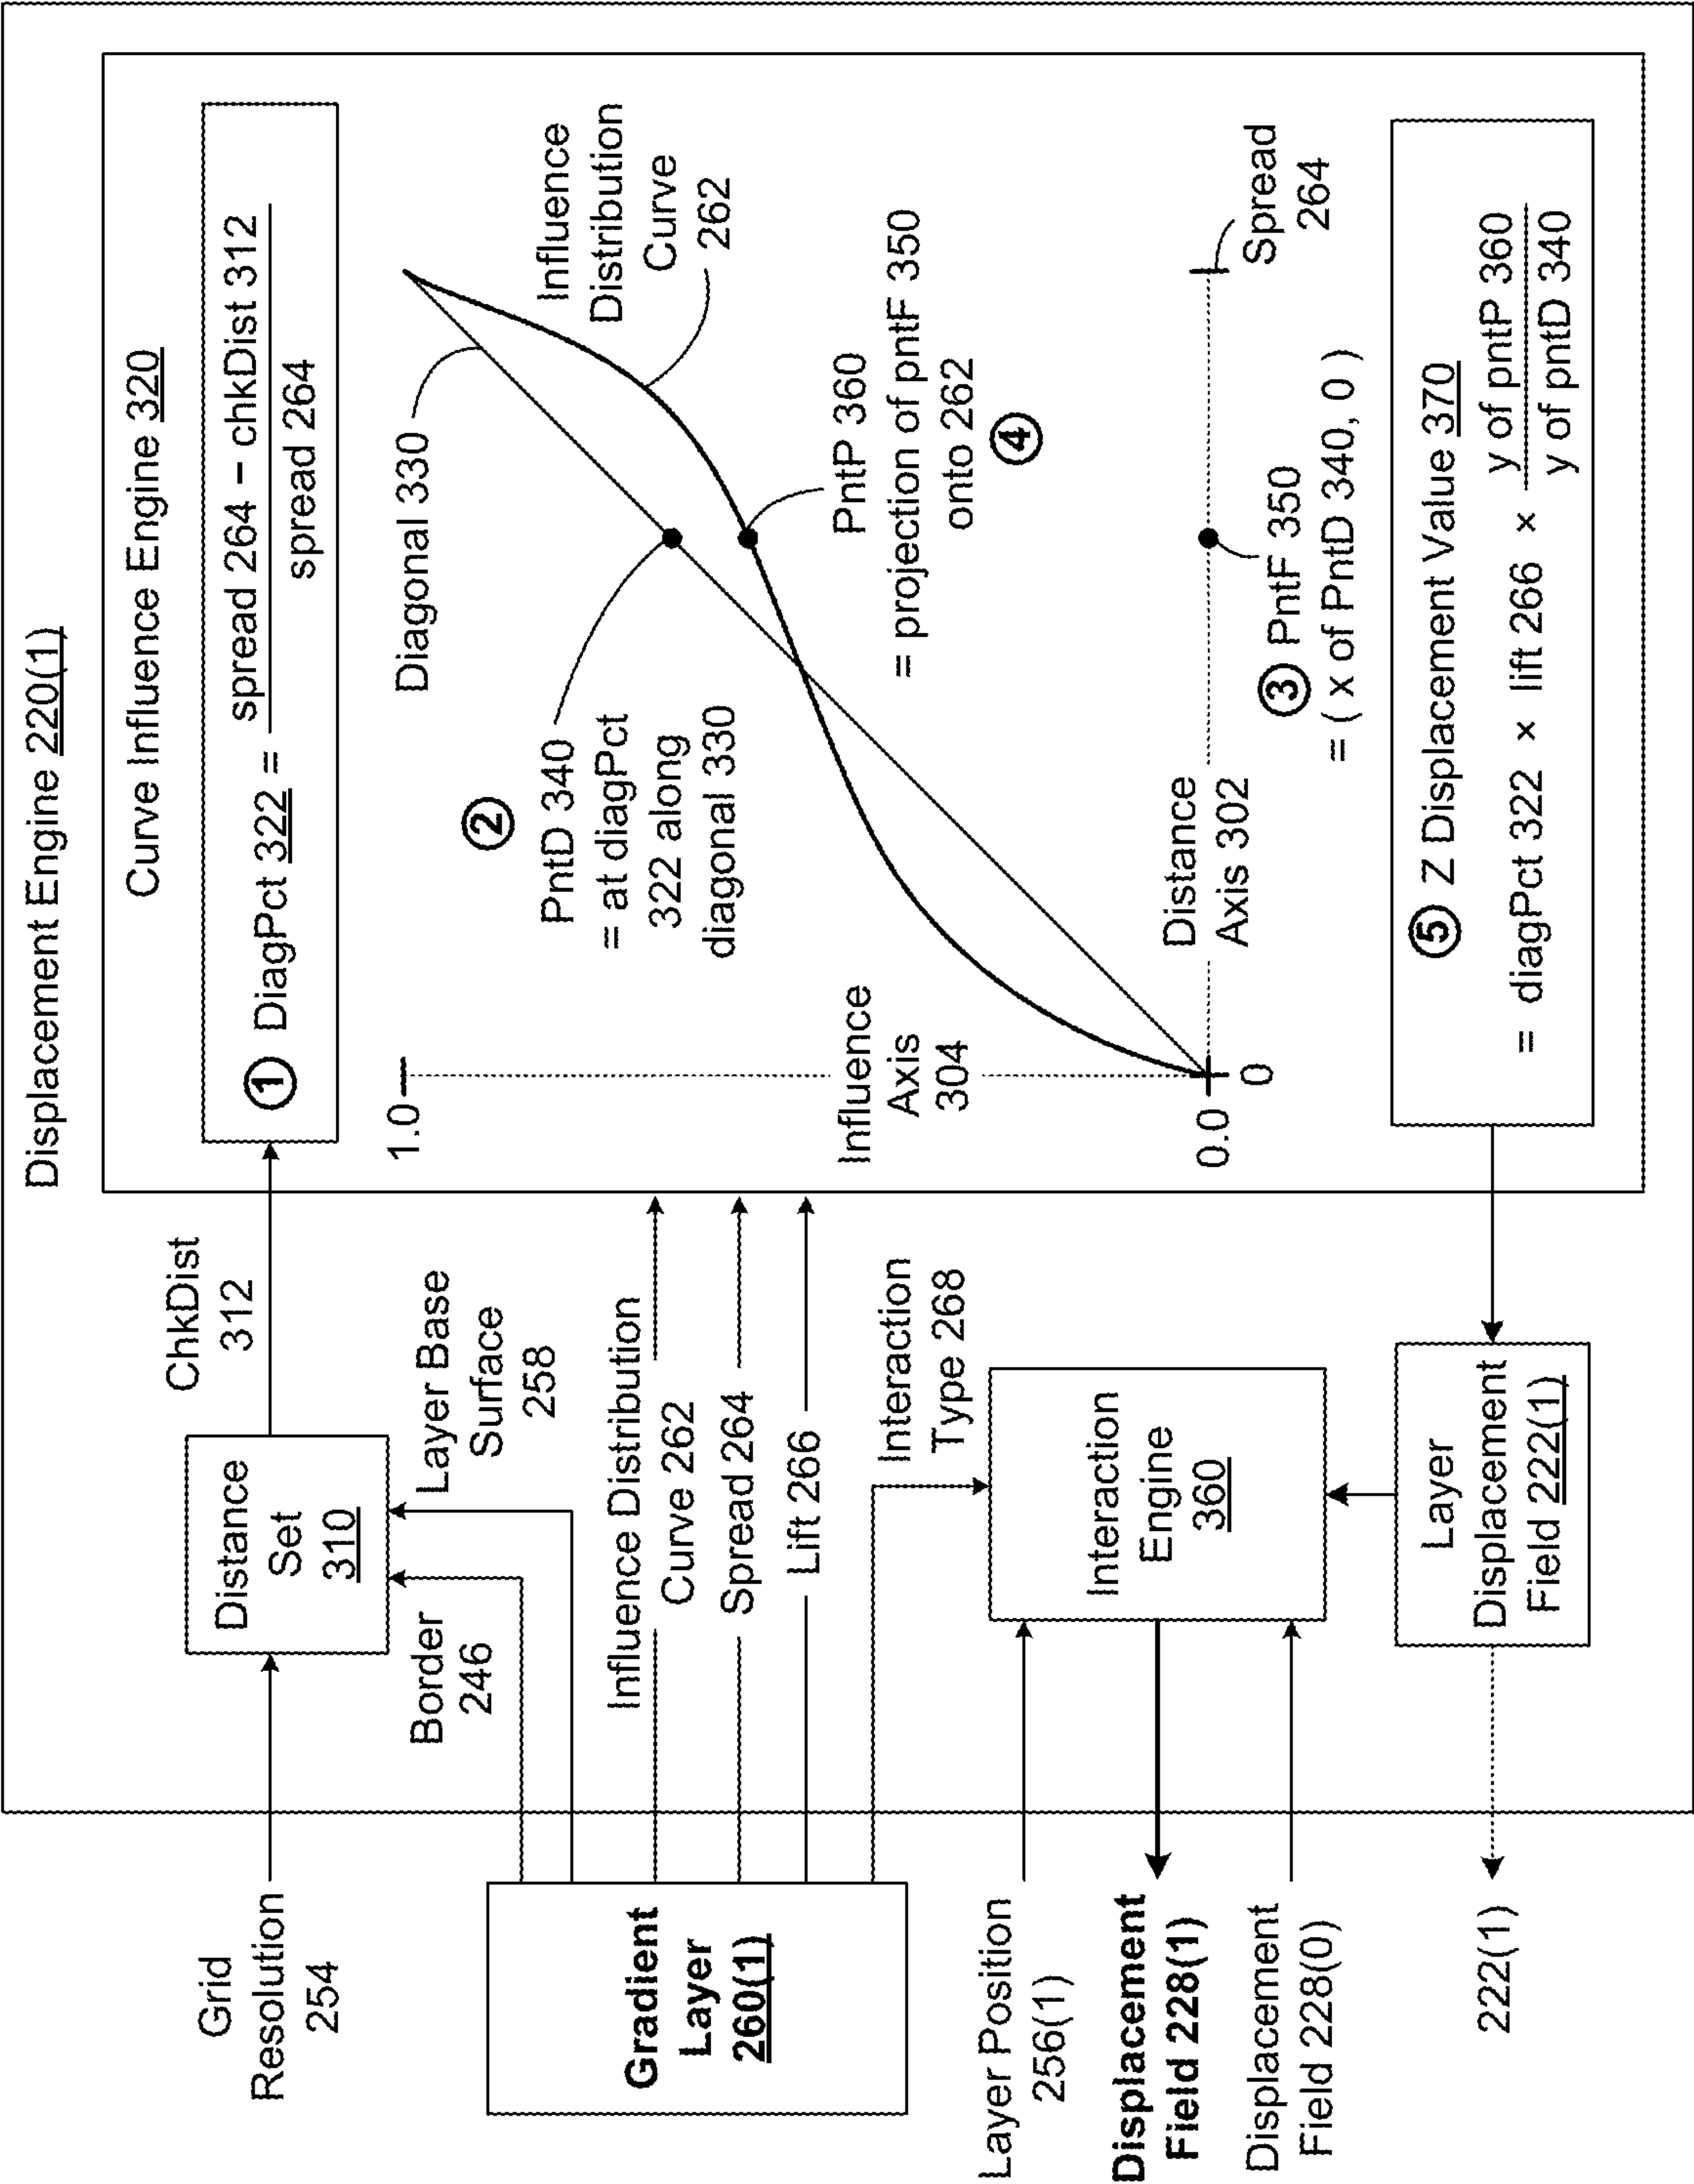 Displacement Engine 220(1)
Curve Influence Engine 320
① DiagPct 322 =
spread 264 – chkDist 312
spread 264
1.0
Influence
Axis
304
0.0
0
Distance
Axis 302
Spread
264
Diagonal 330
Influence
Distribution
Curve
262
②
PntD 340
= at diagPct
322 along
diagonal 330
PntP 360
= projection of pntF 350
onto 262
④
③ PntF 350
= ( x of PntD 340, 0 )
⑤ Z Displacement Value 370
= diagPct 322 × lift 266 ×
y of pntP 360
y of pntD 340
ChkDist
312
Distance
Set
310
Layer Base
Surface
258
Border
246
Influence Distribution
Curve 262
Spread 264
Lift 266
Interaction
Type 268
Interaction
Engine
360
Layer
Displacement
Field 222(1)
Grid
Resolution
254
Gradient
Layer
260(1)
Layer Position
256(1)
Displacement
Field 228(1)
Displacement
Field 228(0)
222(1)